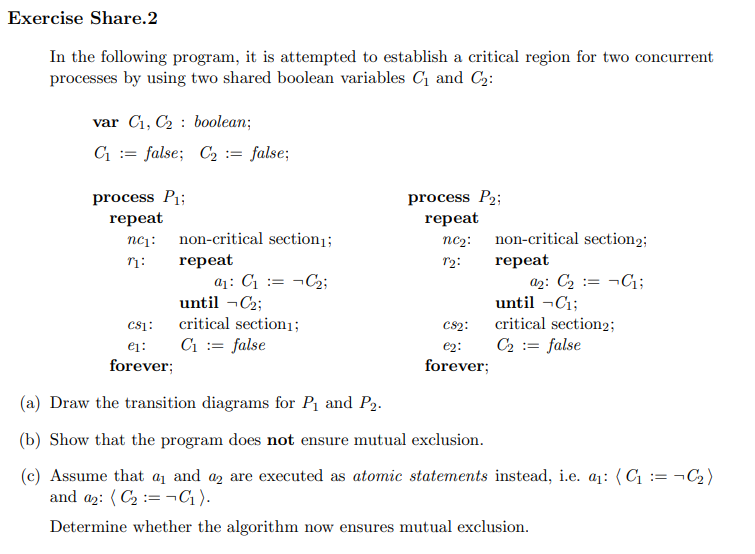 Exercise Share.2
In the following program, it is attempted to establish a critical region for two concurrent
processes by using two shared boolean variables C₁ and C₂:
var C₁, C₂ : boolean;
C₁ := false; C₂ := false;
process P₁;
repeat
nc₁: non-critical section₁;
r₁: repeat
a₁: C₁ := ¬C₂;
until ¬C₂;
cs₁: critical section₁;
e₁: C₁ := false
forever;
process P₂;
repeat
nc₂: non-critical section₂;
r₂: repeat
a₂: C₂ := ¬C₁;
until ¬C₁;
cs₂: critical section₂;
e₂: C₂ := false
forever;
(a) Draw the transition diagrams for P₁ and P₂.
(b) Show that the program does not ensure mutual exclusion.
(c) Assume that a₁ and a₂ are executed as atomic statements instead, i.e. a₁: ⟨ C₁ := ¬C₂ ⟩
and a₂: ⟨ C₂ := ¬C₁ ⟩.
Determine whether the algorithm now ensures mutual exclusion.